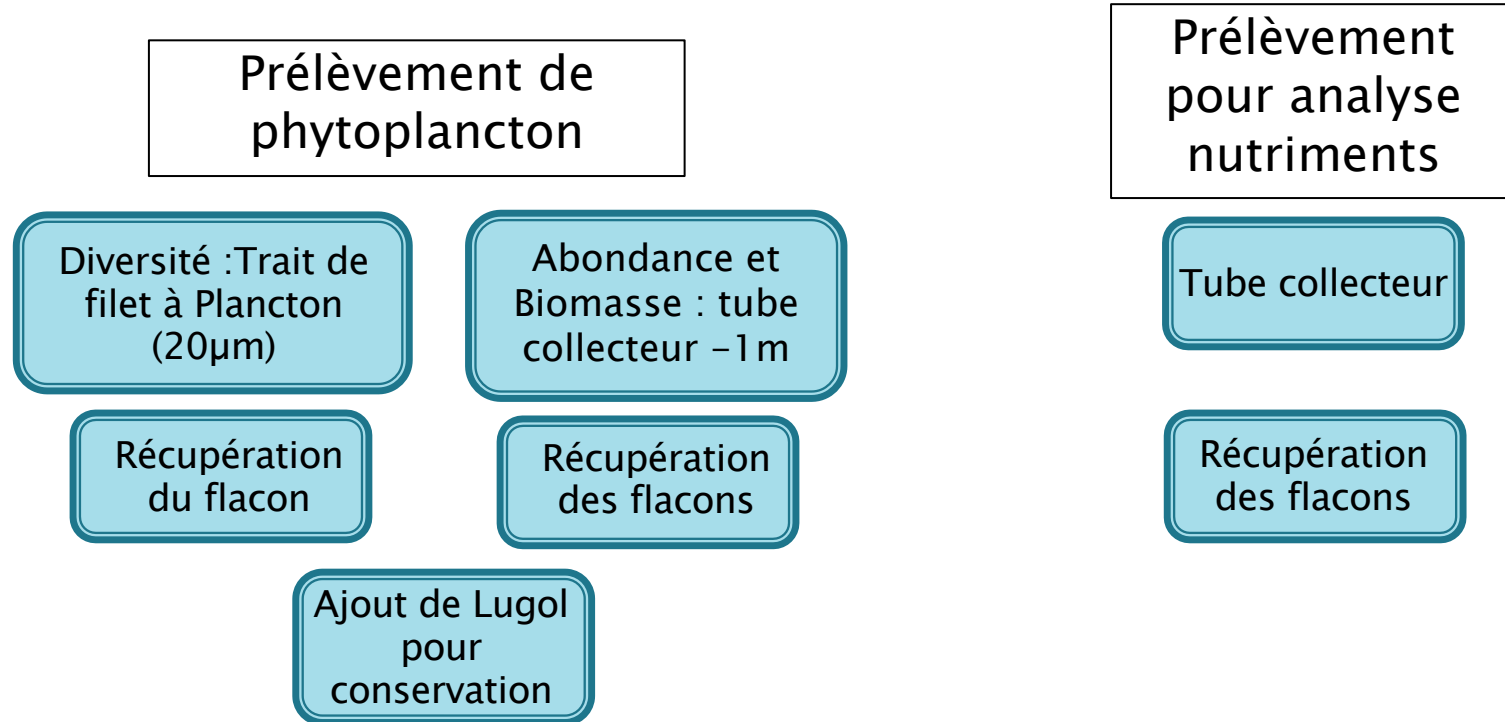 Prélèvement de
phytoplancton
Prélèvement
pour analyse
nutriments
Diversité :Trait de
filet à Plancton
(20µm)
Abondance et
Biomasse : tube
collecteur -1m
Tube collecteur
Récupération
du flacon
Récupération
des flacons
Récupération
des flacons
Ajout de Lugol
pour
conservation